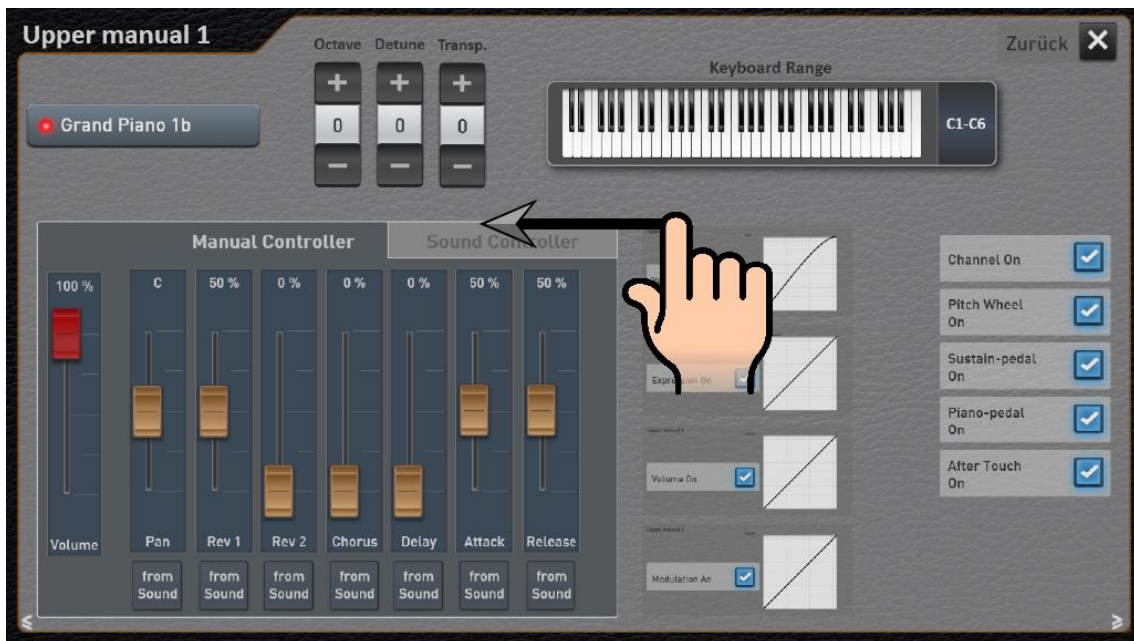 Upper manual 1
Octave Detune Transp.
Zurück
Keyboard Range
+ + +
Grand Piano 1b
0 0 0
C1-C6
- - -
Manual Controller
Sound Controller
100 % C 50 % 0 % 0 % 0 % 50 % 50 %
Volume Pan Rev 1 Rev 2 Chorus Delay Attack Release
from from from from from from from
Sound Sound Sound Sound Sound Sound Sound
Expression On
Volume On
Modulation An
Channel On
Pitch Wheel
On
Sustain-pedal
On
Piano-pedal
On
After Touch
On